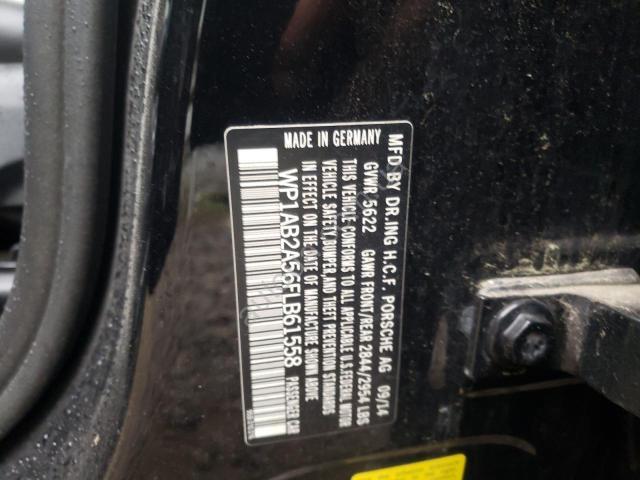 MFD BY DR.ING H.C.F. PORSCHE AG 09/14
GVWR 5622 GAWR FRONT/REAR 2844/2954 LBS
THIS VEHICLE CONFORMS TO ALL APPLICABLE U.S.FEDERAL MOTOR
VEHICLE SAFETY,BUMPER,AND THEFT PREVENTION STANDARDS
IN EFFECT ON THE DATE OF MANUFACTURE SHOWN ABOVE
WP1AB2A56FLB61558 PASSENGER CAR
MADE IN GERMANY